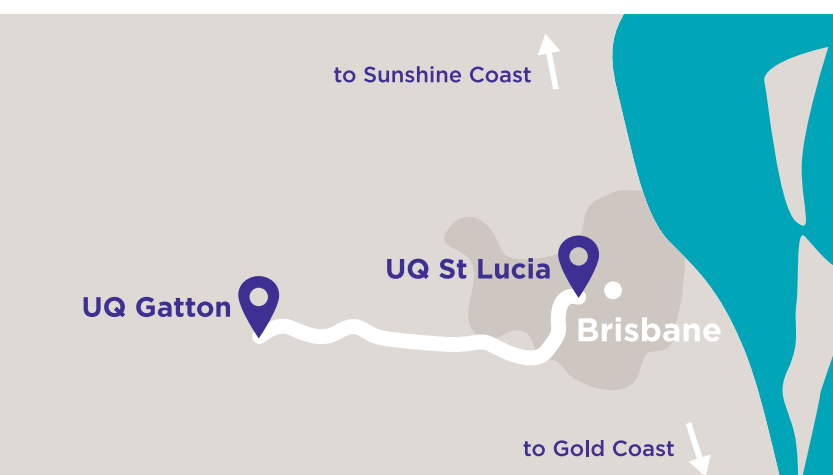 to Sunshine Coast
UQ St Lucia
UQ Gatton
Brisbane
to Gold Coast